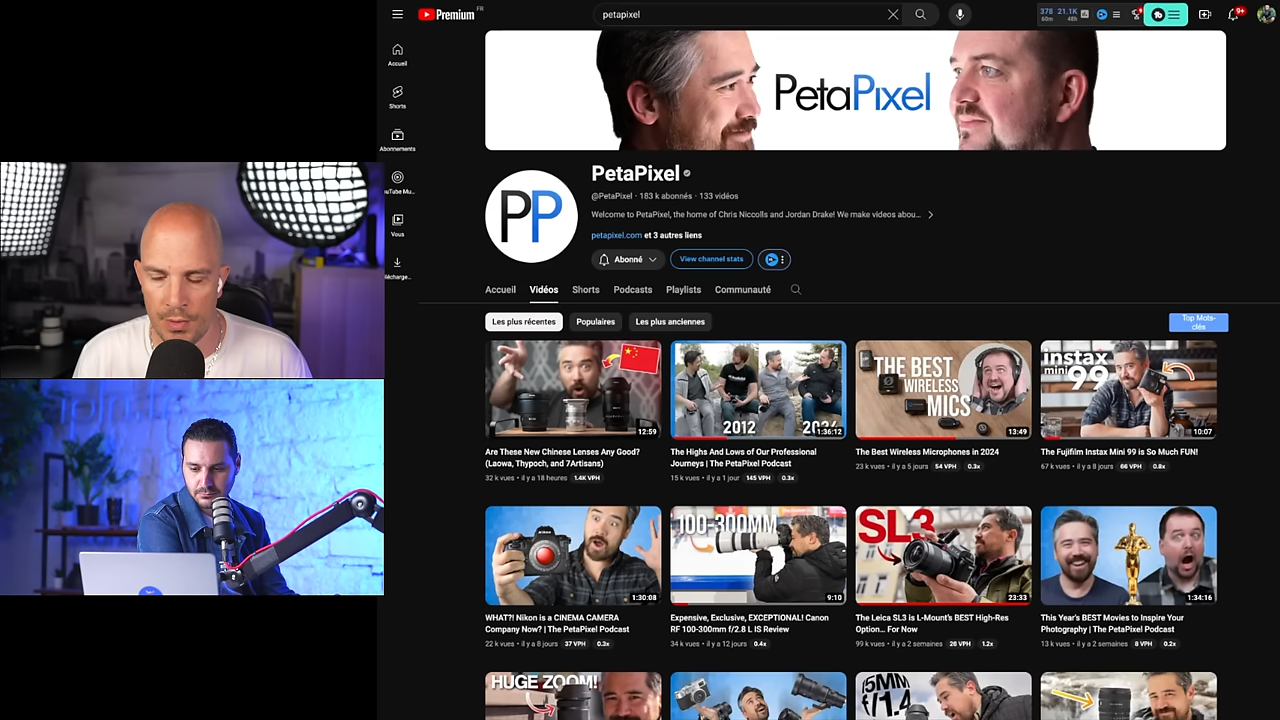 Premium FR
petapixel
378 21.1K
60m 48h
9+
Accueil
Shorts
Abonnements
Vous
PetaPixel
PP
PetaPixel
@PetaPixel · 183 k abonnés · 133 vidéos
Welcome to PetaPixel, the home of Chris Niccolls and Jordan Drake! We make videos abou...
petapixel.com et 3 autres liens
Abonné
View channel stats
Accueil Vidéos Shorts Podcasts Playlists Communauté
Les plus récentes Populaires Les plus anciennes
Top Mots-
clés
12:59
2012
1:36:12
THE BEST
WIRELESS
MICS
13:49
instax
mini
99
10:07
Are These New Chinese Lenses Any Good?
(Laowa, Thypoch, and 7Artisans)
32 k vues · il y a 18 heures 1.4K VPH
The Highs And Lows of Our Professional
Journeys | The PetaPixel Podcast
15 k vues · il y a 1 jour 145 VPH 0.3x
The Best Wireless Microphones in 2024
23 k vues · il y a 5 jours 54 VPH 0.3x
The Fujifilm Instax Mini 99 is So Much FUN!
67 k vues · il y a 8 jours 66 VPH 0.8x
1:30:08
100-300MM
9:10
SL3
23:33
1:34:16
WHAT?! Nikon is a CINEMA CAMERA
Company Now? | The PetaPixel Podcast
22 k vues · il y a 8 jours 37 VPH 0.3x
Expensive, Exclusive, EXCEPTIONAL! Canon
RF 100-300mm f/2.8 L IS Review
34 k vues · il y a 12 jours 0.4x
The Leica SL3 is L-Mount's BEST High-Res
Option... For Now
99 k vues · il y a 2 semaines 26 VPH 1.2x
This Year's BEST Movies to Inspire Your
Photography | The PetaPixel Podcast
13 k vues · il y a 2 semaines 8 VPH 0.2x
HUGE ZOOM!
f/1.4